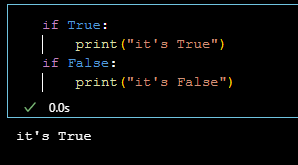 if True:
    print("it's True")
if False:
    print("it's False")
0.0s
it's True